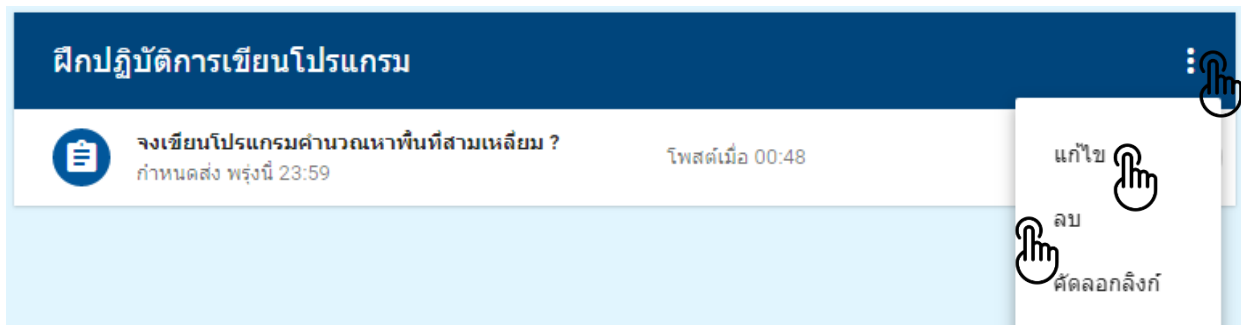 ฝึกปฏิบัติการเขียนโปรแกรม
จงเขียนโปรแกรมคำนวณหาพื้นที่สามเหลี่ยม ?
กำหนดส่ง พรุ่งนี้ 23:59
โพสต์เมื่อ 00:48
แก้ไข
ลบ
คัดลอกลิงก์